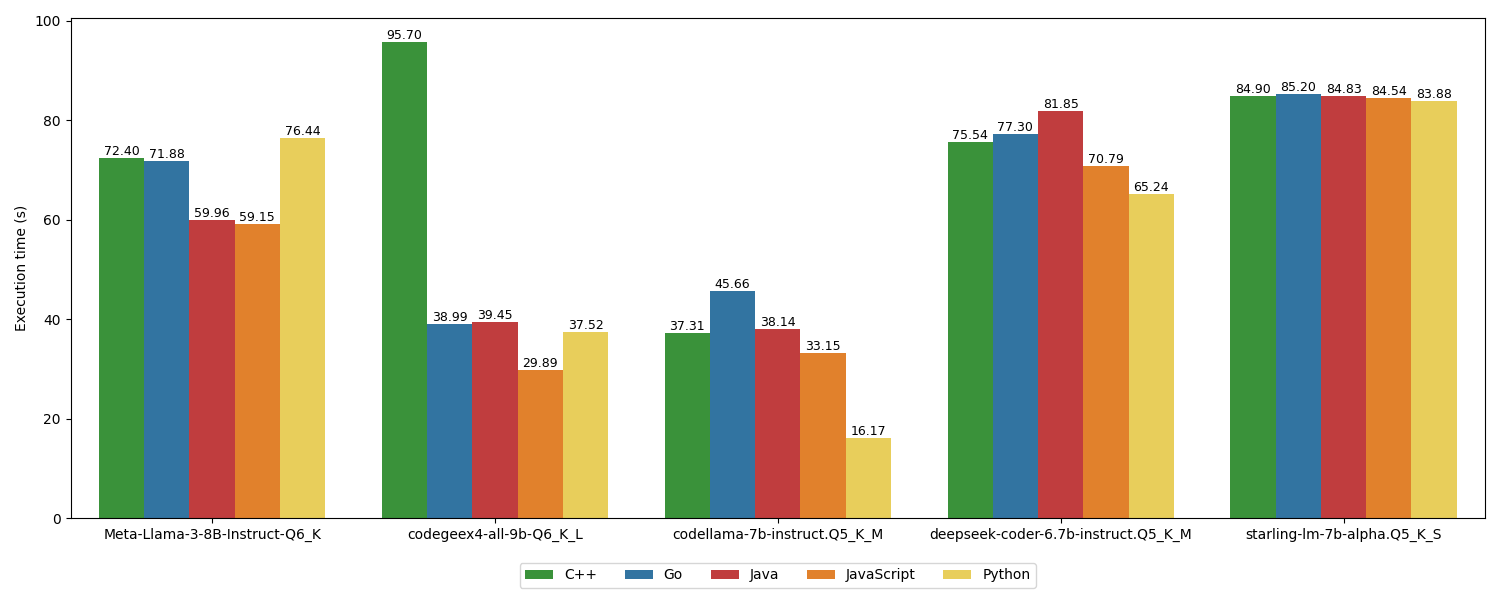 Execution time (s)
100
80
60
40
20
0
72.40 71.88 59.96 59.15 76.44
95.70 38.99 39.45 29.89 37.52
37.31 45.66 38.14 33.15 16.17
75.54 77.30 81.85 70.79 65.24
84.90 85.20 84.83 84.54 83.88
Meta-Llama-3-8B-Instruct-Q6_K codegeex4-all-9b-Q6_K_L codellama-7b-instruct.Q5_K_M deepseek-coder-6.7b-instruct.Q5_K_M starling-lm-7b-alpha.Q5_K_S
C++ Go Java JavaScript Python